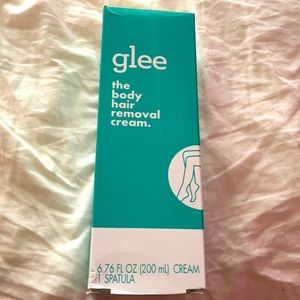 glee
the
body
hair
removal
cream.
6.76 FL OZ (200 mL) CREAM
1 SPATULA